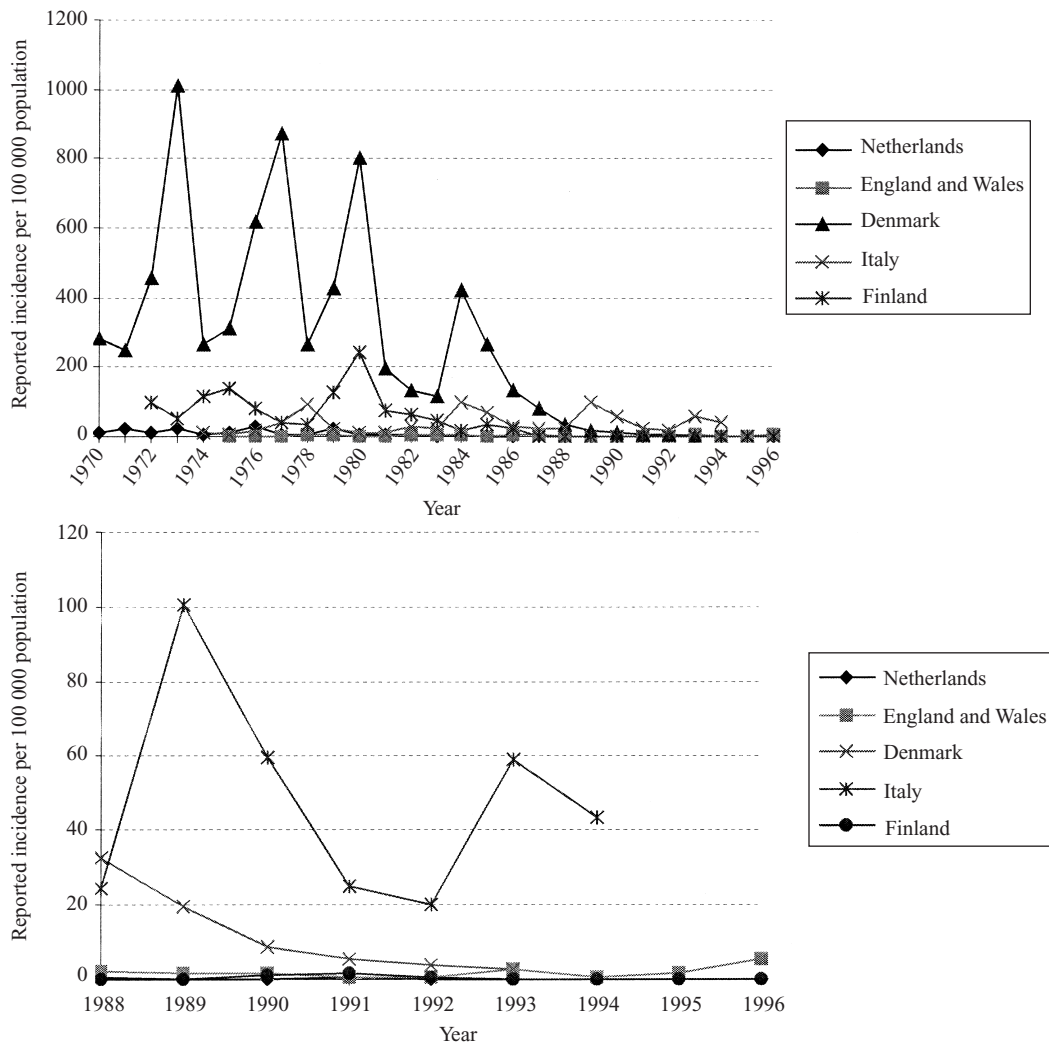 Reported incidence per 100 000 population
1200
1000
800
600
400
200
0
1970
1972
1974
1976
1978
1980
1982
1984
1986
1988
1990
1992
1994
1996
Year
Netherlands
England and Wales
Denmark
Italy
Finland
Reported incidence per 100 000 population
120
100
80
60
40
20
0
1988
1989
1990
1991
1992
1993
1994
1995
1996
Year
Netherlands
England and Wales
Denmark
Italy
Finland